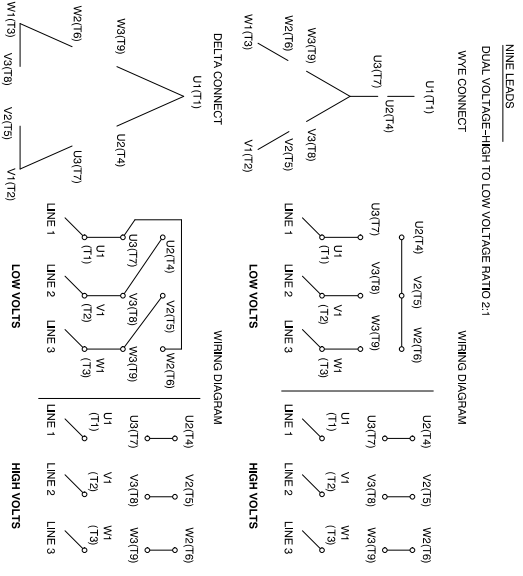 NINE LEADS
DUAL VOLTAGE–HIGH TO LOW VOLTAGE RATIO 2:1
WYE CONNECT
U1(T1)
U2(T4)
U3(T7)
W3(T9)
V3(T8)
W2(T6)
V2(T5)
W1(T3)
V1(T2)
WIRING DIAGRAM
U2(T4) V2(T5) W2(T6)
U3(T7) V3(T8) W3(T9)
U1 V1 W1
(T1) (T2) (T3)
LINE 1 LINE 2 LINE 3
LOW VOLTS
U2(T4) V2(T5) W2(T6)
U3(T7) V3(T8) W3(T9)
U1 V1 W1
(T1) (T2) (T3)
LINE 1 LINE 2 LINE 3
HIGH VOLTS
DELTA CONNECT
U1(T1)
W3(T9)
U2(T4)
W2(T6)
U3(T7)
W1(T3)
V3(T8)
V2(T5)
V1(T2)
WIRING DIAGRAM
U2(T4) V2(T5) W2(T6)
U3(T7) V3(T8) W3(T9)
U1 V1 W1
(T1) (T2) (T3)
LINE 1 LINE 2 LINE 3
LOW VOLTS
U2(T4) V2(T5) W2(T6)
U3(T7) V3(T8) W3(T9)
U1 V1 W1
(T1) (T2) (T3)
LINE 1 LINE 2 LINE 3
HIGH VOLTS